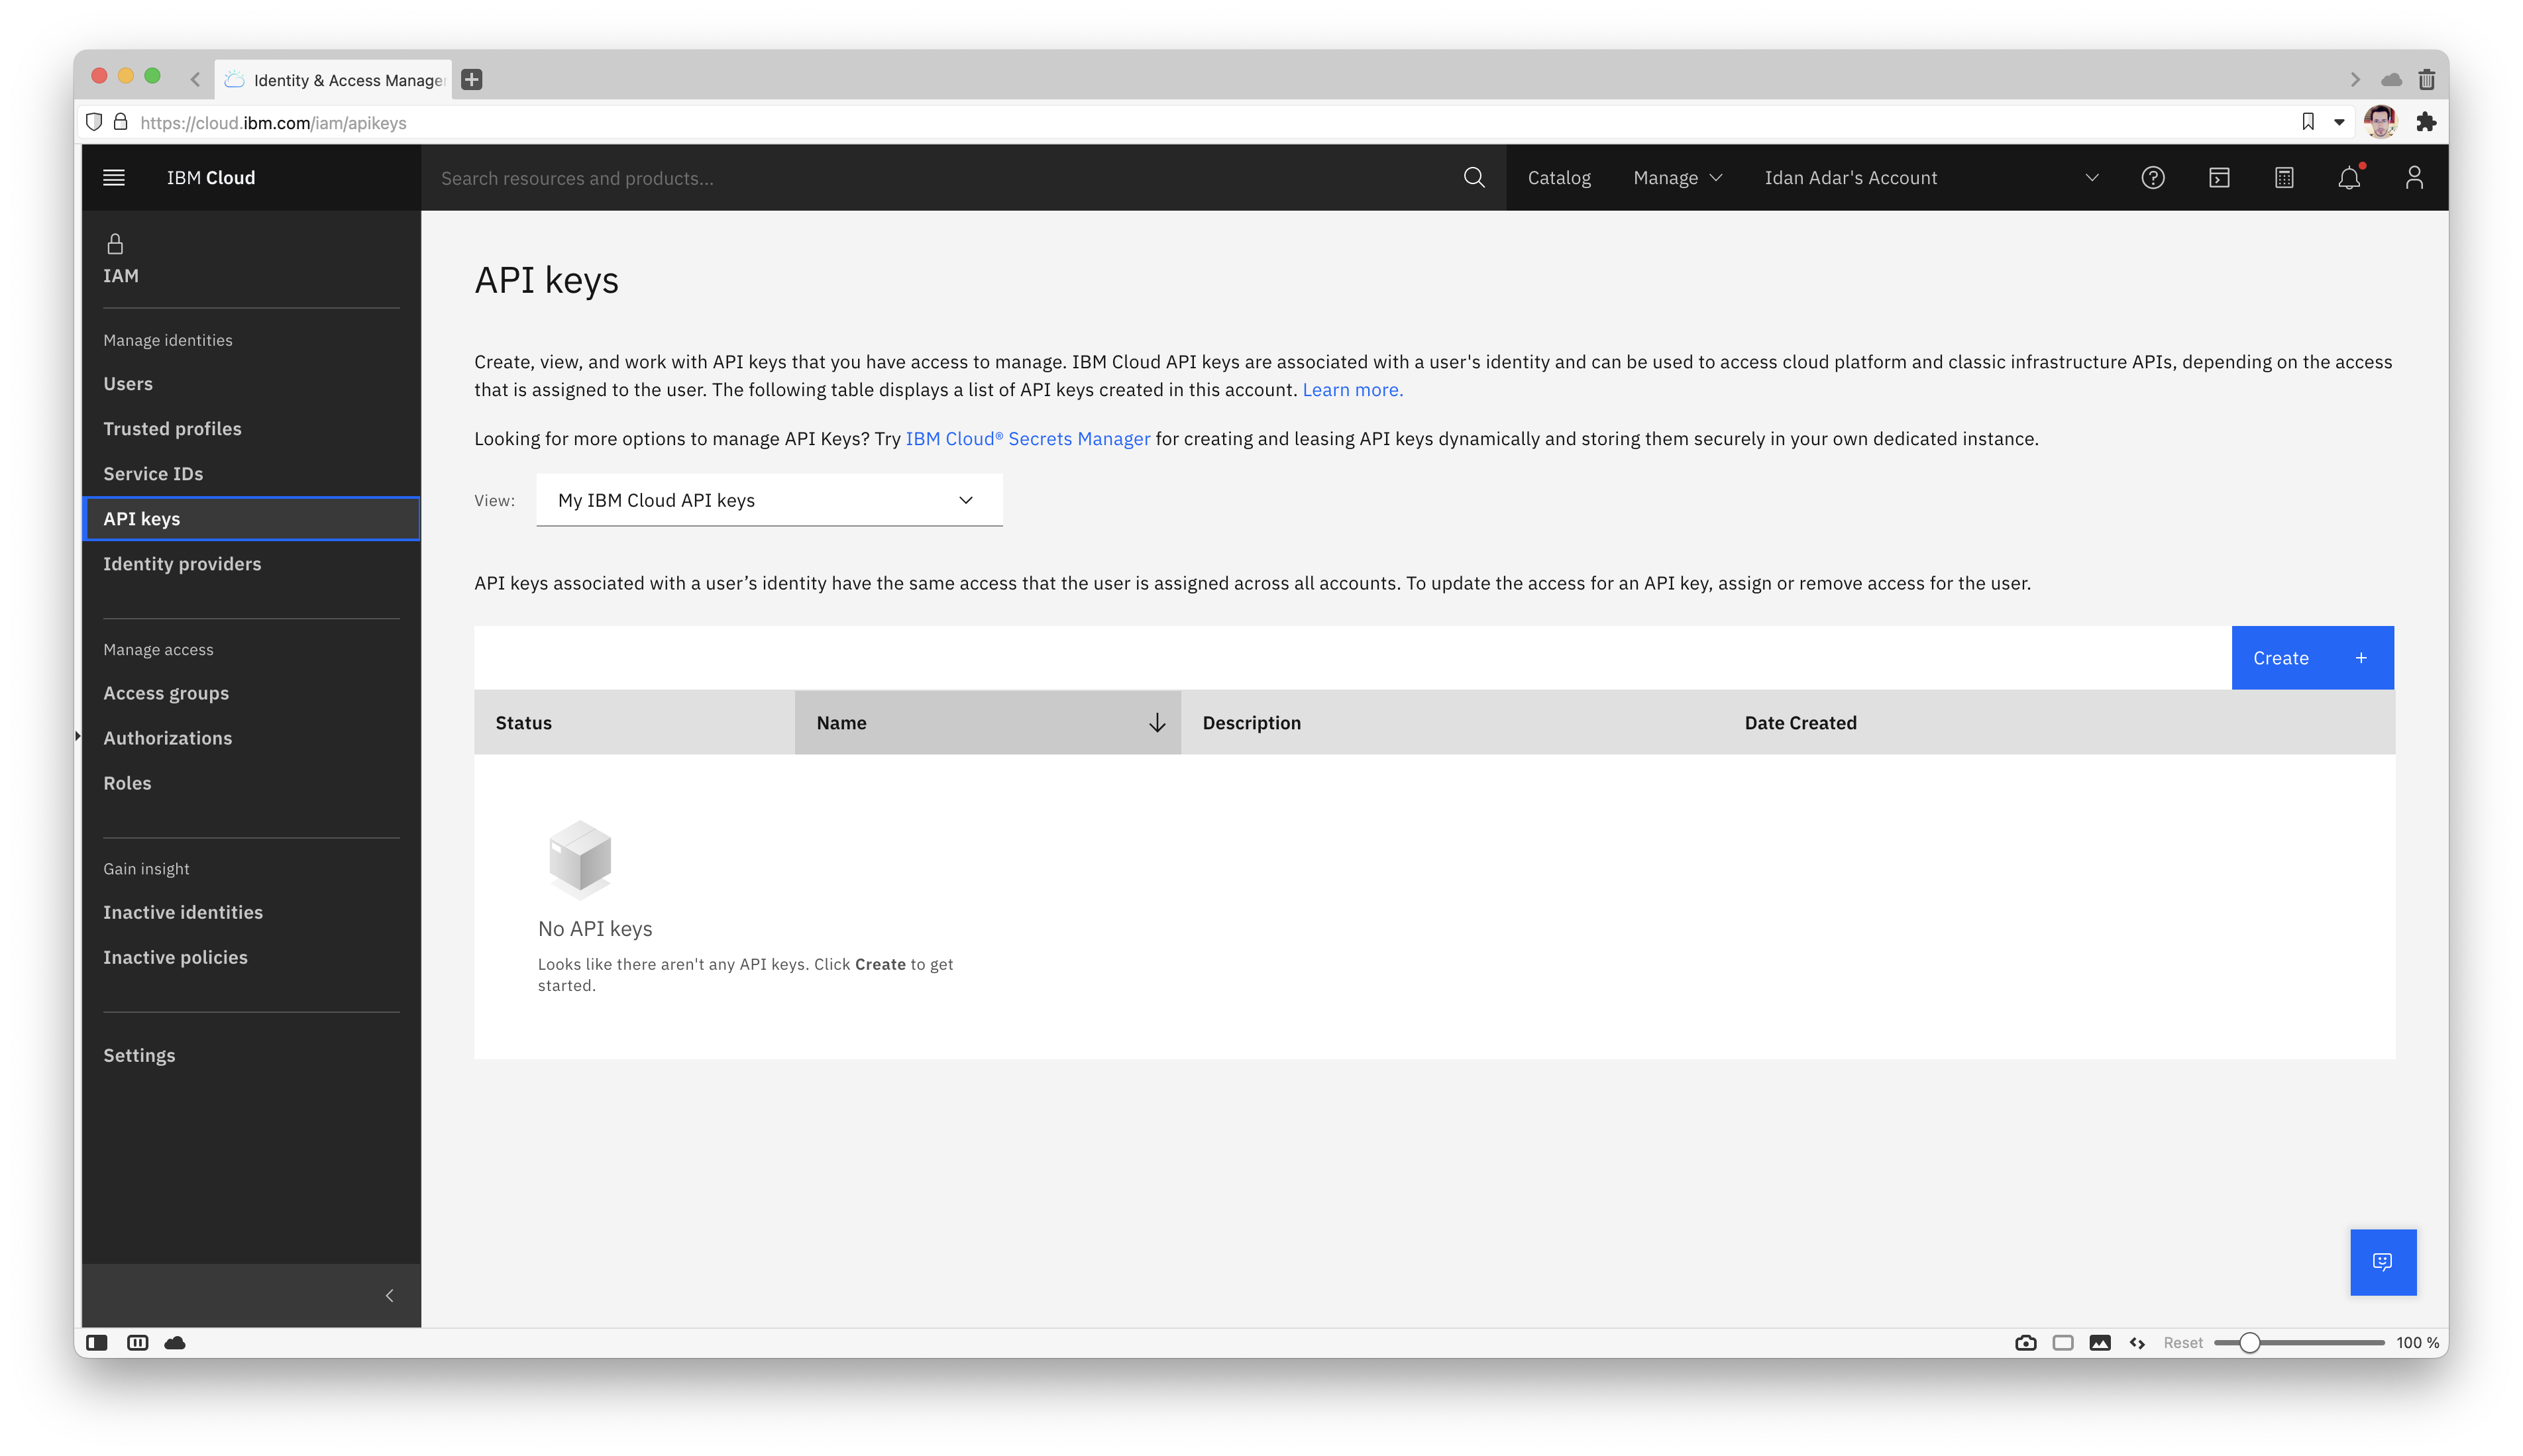 Identity & Access Manager
https://cloud.ibm.com/iam/apikeys
IBM Cloud
Search resources and products...
Catalog
Manage
Idan Adar's Account
IAM
Manage identities
Users
Trusted profiles
Service IDs
API keys
Identity providers
Manage access
Access groups
Authorizations
Roles
Gain insight
Inactive identities
Inactive policies
Settings
API keys
Create, view, and work with API keys that you have access to manage. IBM Cloud API keys are associated with a user's identity and can be used to access cloud platform and classic infrastructure APIs, depending on the access
that is assigned to the user. The following table displays a list of API keys created in this account. Learn more.
Looking for more options to manage API Keys? Try IBM Cloud® Secrets Manager for creating and leasing API keys dynamically and storing them securely in your own dedicated instance.
View:
My IBM Cloud API keys
API keys associated with a user’s identity have the same access that the user is assigned across all accounts. To update the access for an API key, assign or remove access for the user.
Create +
Status
Name
Description
Date Created
No API keys
Looks like there aren't any API keys. Click Create to get
started.
Reset
100 %